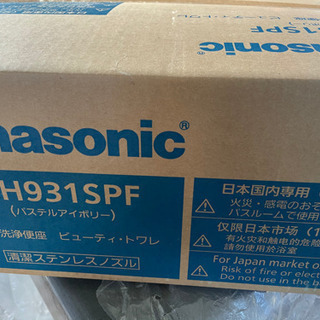 1SPF
sonic
nasonic®
H931SPF
(パステルアイボリー)
洗浄便座 ビューティ・トワレ
清潔ステンレスノズル
日本国内専用
火災・感電のおそ
バスルームで使用
仅限日本市场
有火灾和触电的危险
请勿使用於浴室
For Japan market o
Risk of fire or elec
Do not use in the b